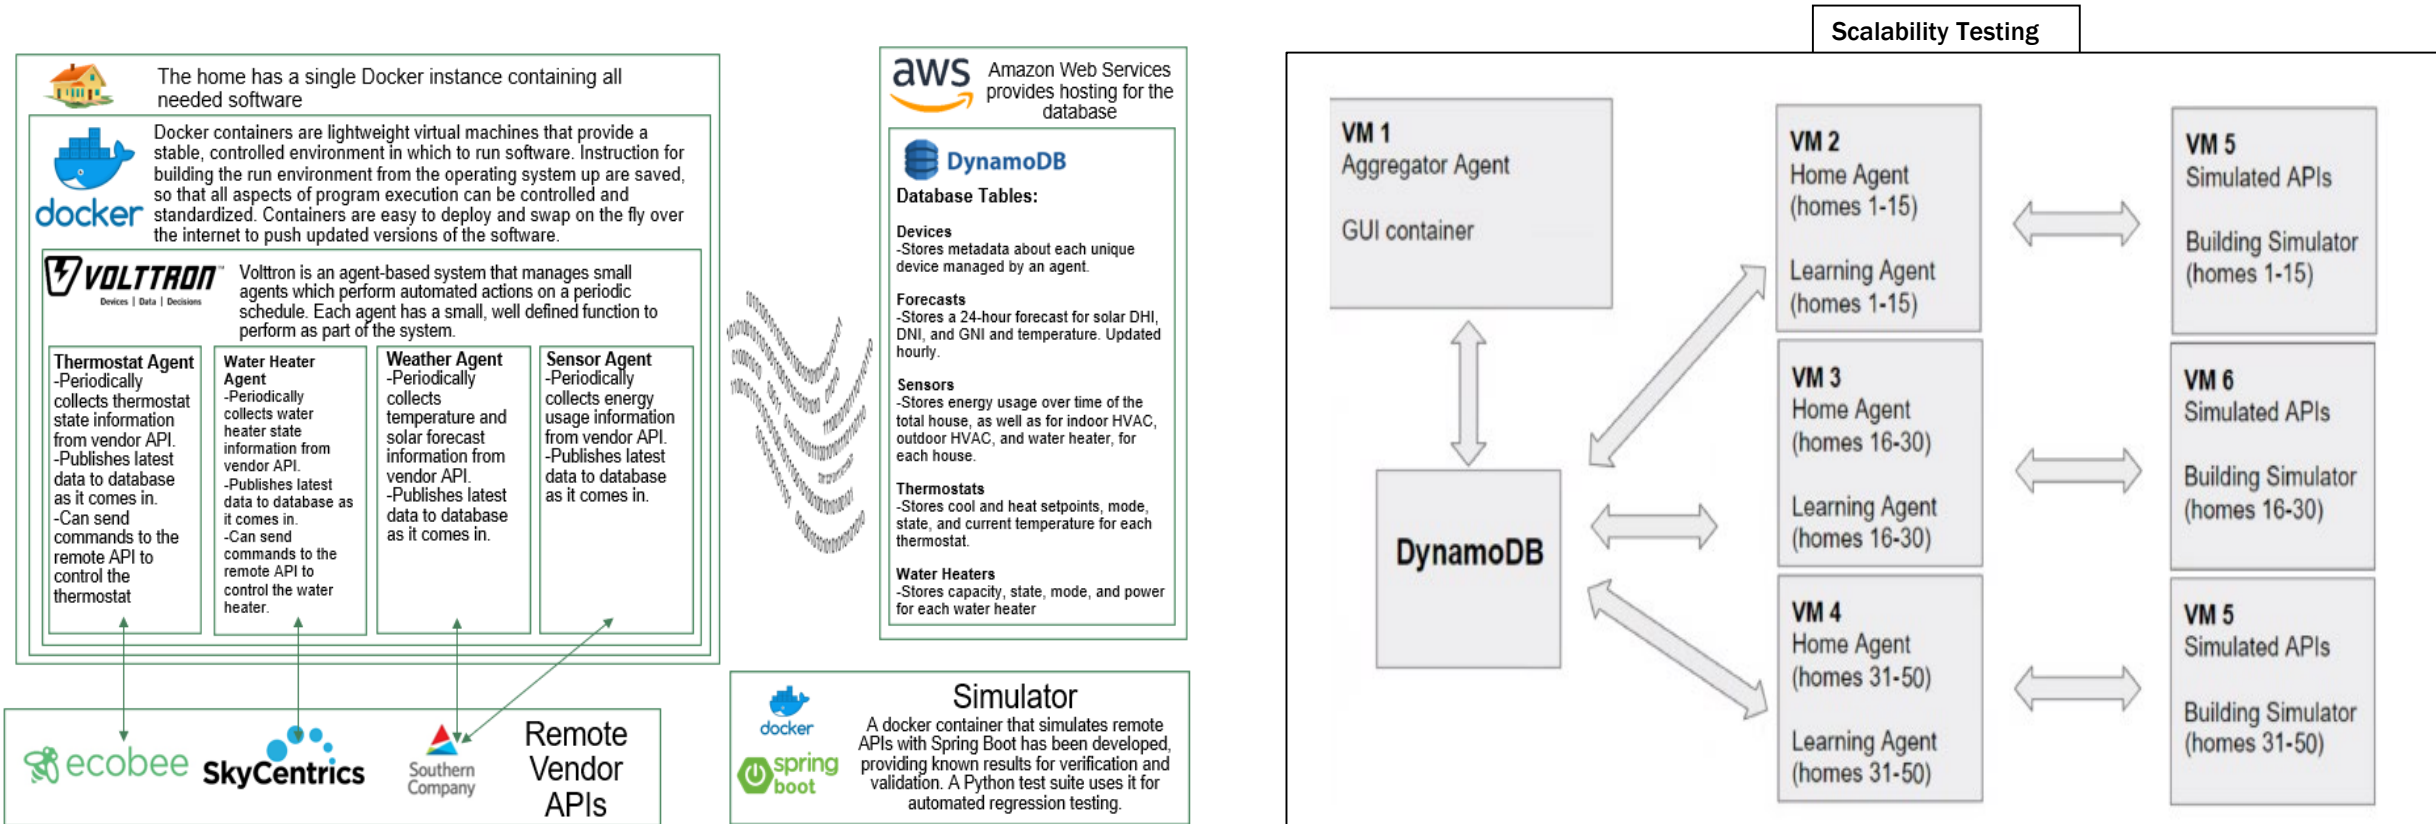 Scalability Testing
The home has a single Docker instance containing all
needed software
docker
Docker containers are lightweight virtual machines that provide a
stable, controlled environment in which to run software. Instruction for
building the run environment from the operating system up are saved,
so that all aspects of program execution can be controlled and
standardized. Containers are easy to deploy and swap on the fly over
the internet to push updated versions of the software.
VOLTTRON™
Devices | Data | Decisions
Volttron is an agent-based system that manages small
agents which perform automated actions on a periodic
schedule. Each agent has a small, well defined function to
perform as part of the system.
Thermostat Agent
-Periodically
collects thermostat
state information
from vendor API.
-Publishes latest
data to database
as it comes in.
-Can send
commands to the
remote API to
control the
thermostat
Water Heater
Agent
-Periodically
collects water
heater state
information from
vendor API.
-Publishes latest
data to database as
it comes in.
-Can send
commands to the
remote API to
control the water
heater.
Weather Agent
-Periodically
collects
temperature and
solar forecast
information from
vendor API.
-Publishes latest
data to database
as it comes in.
Sensor Agent
-Periodically
collects energy
usage information
from vendor API.
-Publishes latest
data to database
as it comes in.
ecobee
SkyCentrics
Southern
Company
Remote
Vendor
APIs
aws
Amazon Web Services
provides hosting for the
database
DynamoDB
Database Tables:
Devices
-Stores metadata about each unique
device managed by an agent.
Forecasts
-Stores a 24-hour forecast for solar DHI,
DNI, and GNI and temperature. Updated
hourly.
Sensors
-Stores energy usage over time of the
total house, as well as for indoor HVAC,
outdoor HVAC, and water heater, for
each house.
Thermostats
-Stores cool and heat setpoints, mode,
state, and current temperature for each
thermostat.
Water Heaters
-Stores capacity, state, mode, and power
for each water heater
docker
spring
boot
Simulator
A docker container that simulates remote
APIs with Spring Boot has been developed,
providing known results for verification and
validation. A Python test suite uses it for
automated regression testing.
VM 1
Aggregator Agent
GUI container
DynamoDB
VM 2
Home Agent
(homes 1-15)
Learning Agent
(homes 1-15)
VM 3
Home Agent
(homes 16-30)
Learning Agent
(homes 16-30)
VM 4
Home Agent
(homes 31-50)
Learning Agent
(homes 31-50)
VM 5
Simulated APIs
Building Simulator
(homes 1-15)
VM 6
Simulated APIs
Building Simulator
(homes 16-30)
VM 5
Simulated APIs
Building Simulator
(homes 31-50)